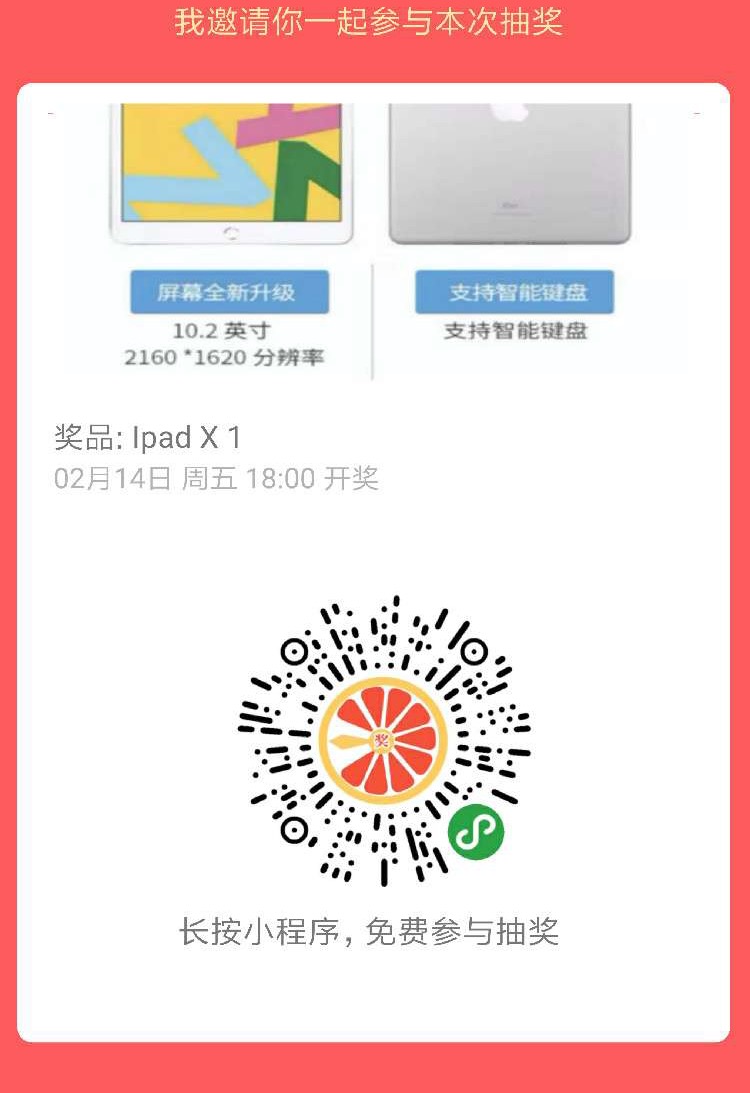 我邀请你一起参与本次抽奖
屏幕全新升级
10.2 英寸
2160 *1620 分辨率
支持智能键盘
支持智能键盘
奖品: Ipad X 1
02月14日 周五 18:00 开奖
奖
长按小程序, 免费参与抽奖